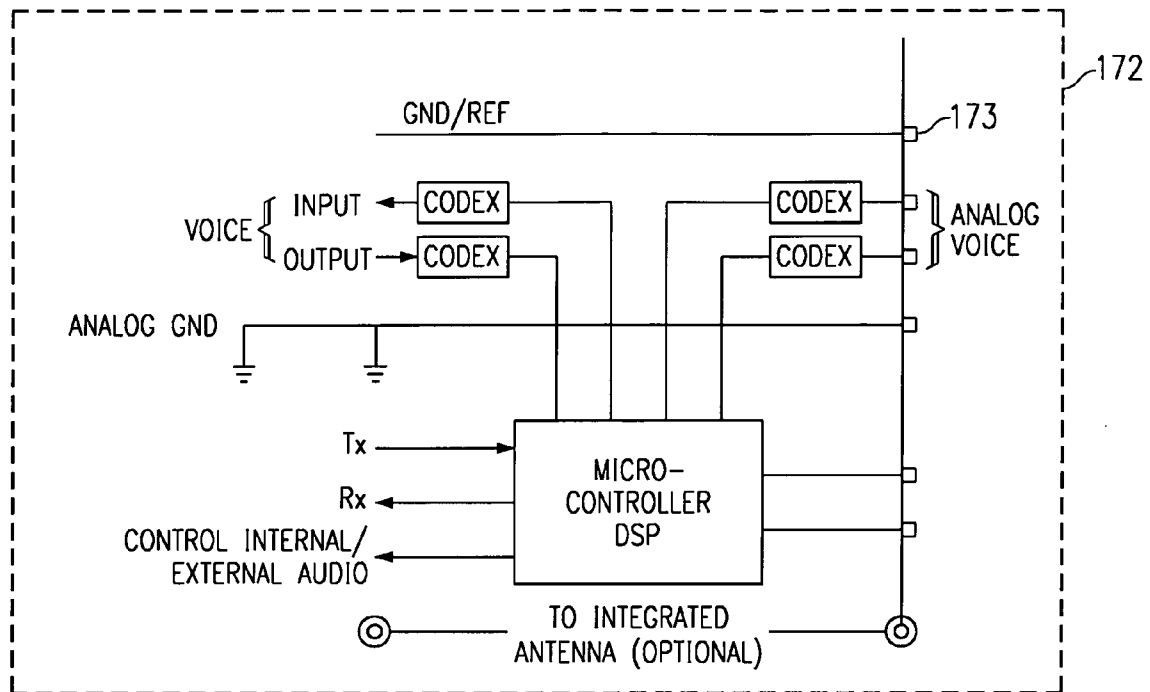 172
GND/REF
173
VOICE
INPUT
CODEX
CODEX
ANALOG
VOICE
OUTPUT
CODEX
CODEX
ANALOG GND
Tx
Rx
CONTROL INTERNAL/
EXTERNAL AUDIO
MICRO-
CONTROLLER
DSP
TO INTEGRATED
ANTENNA (OPTIONAL)